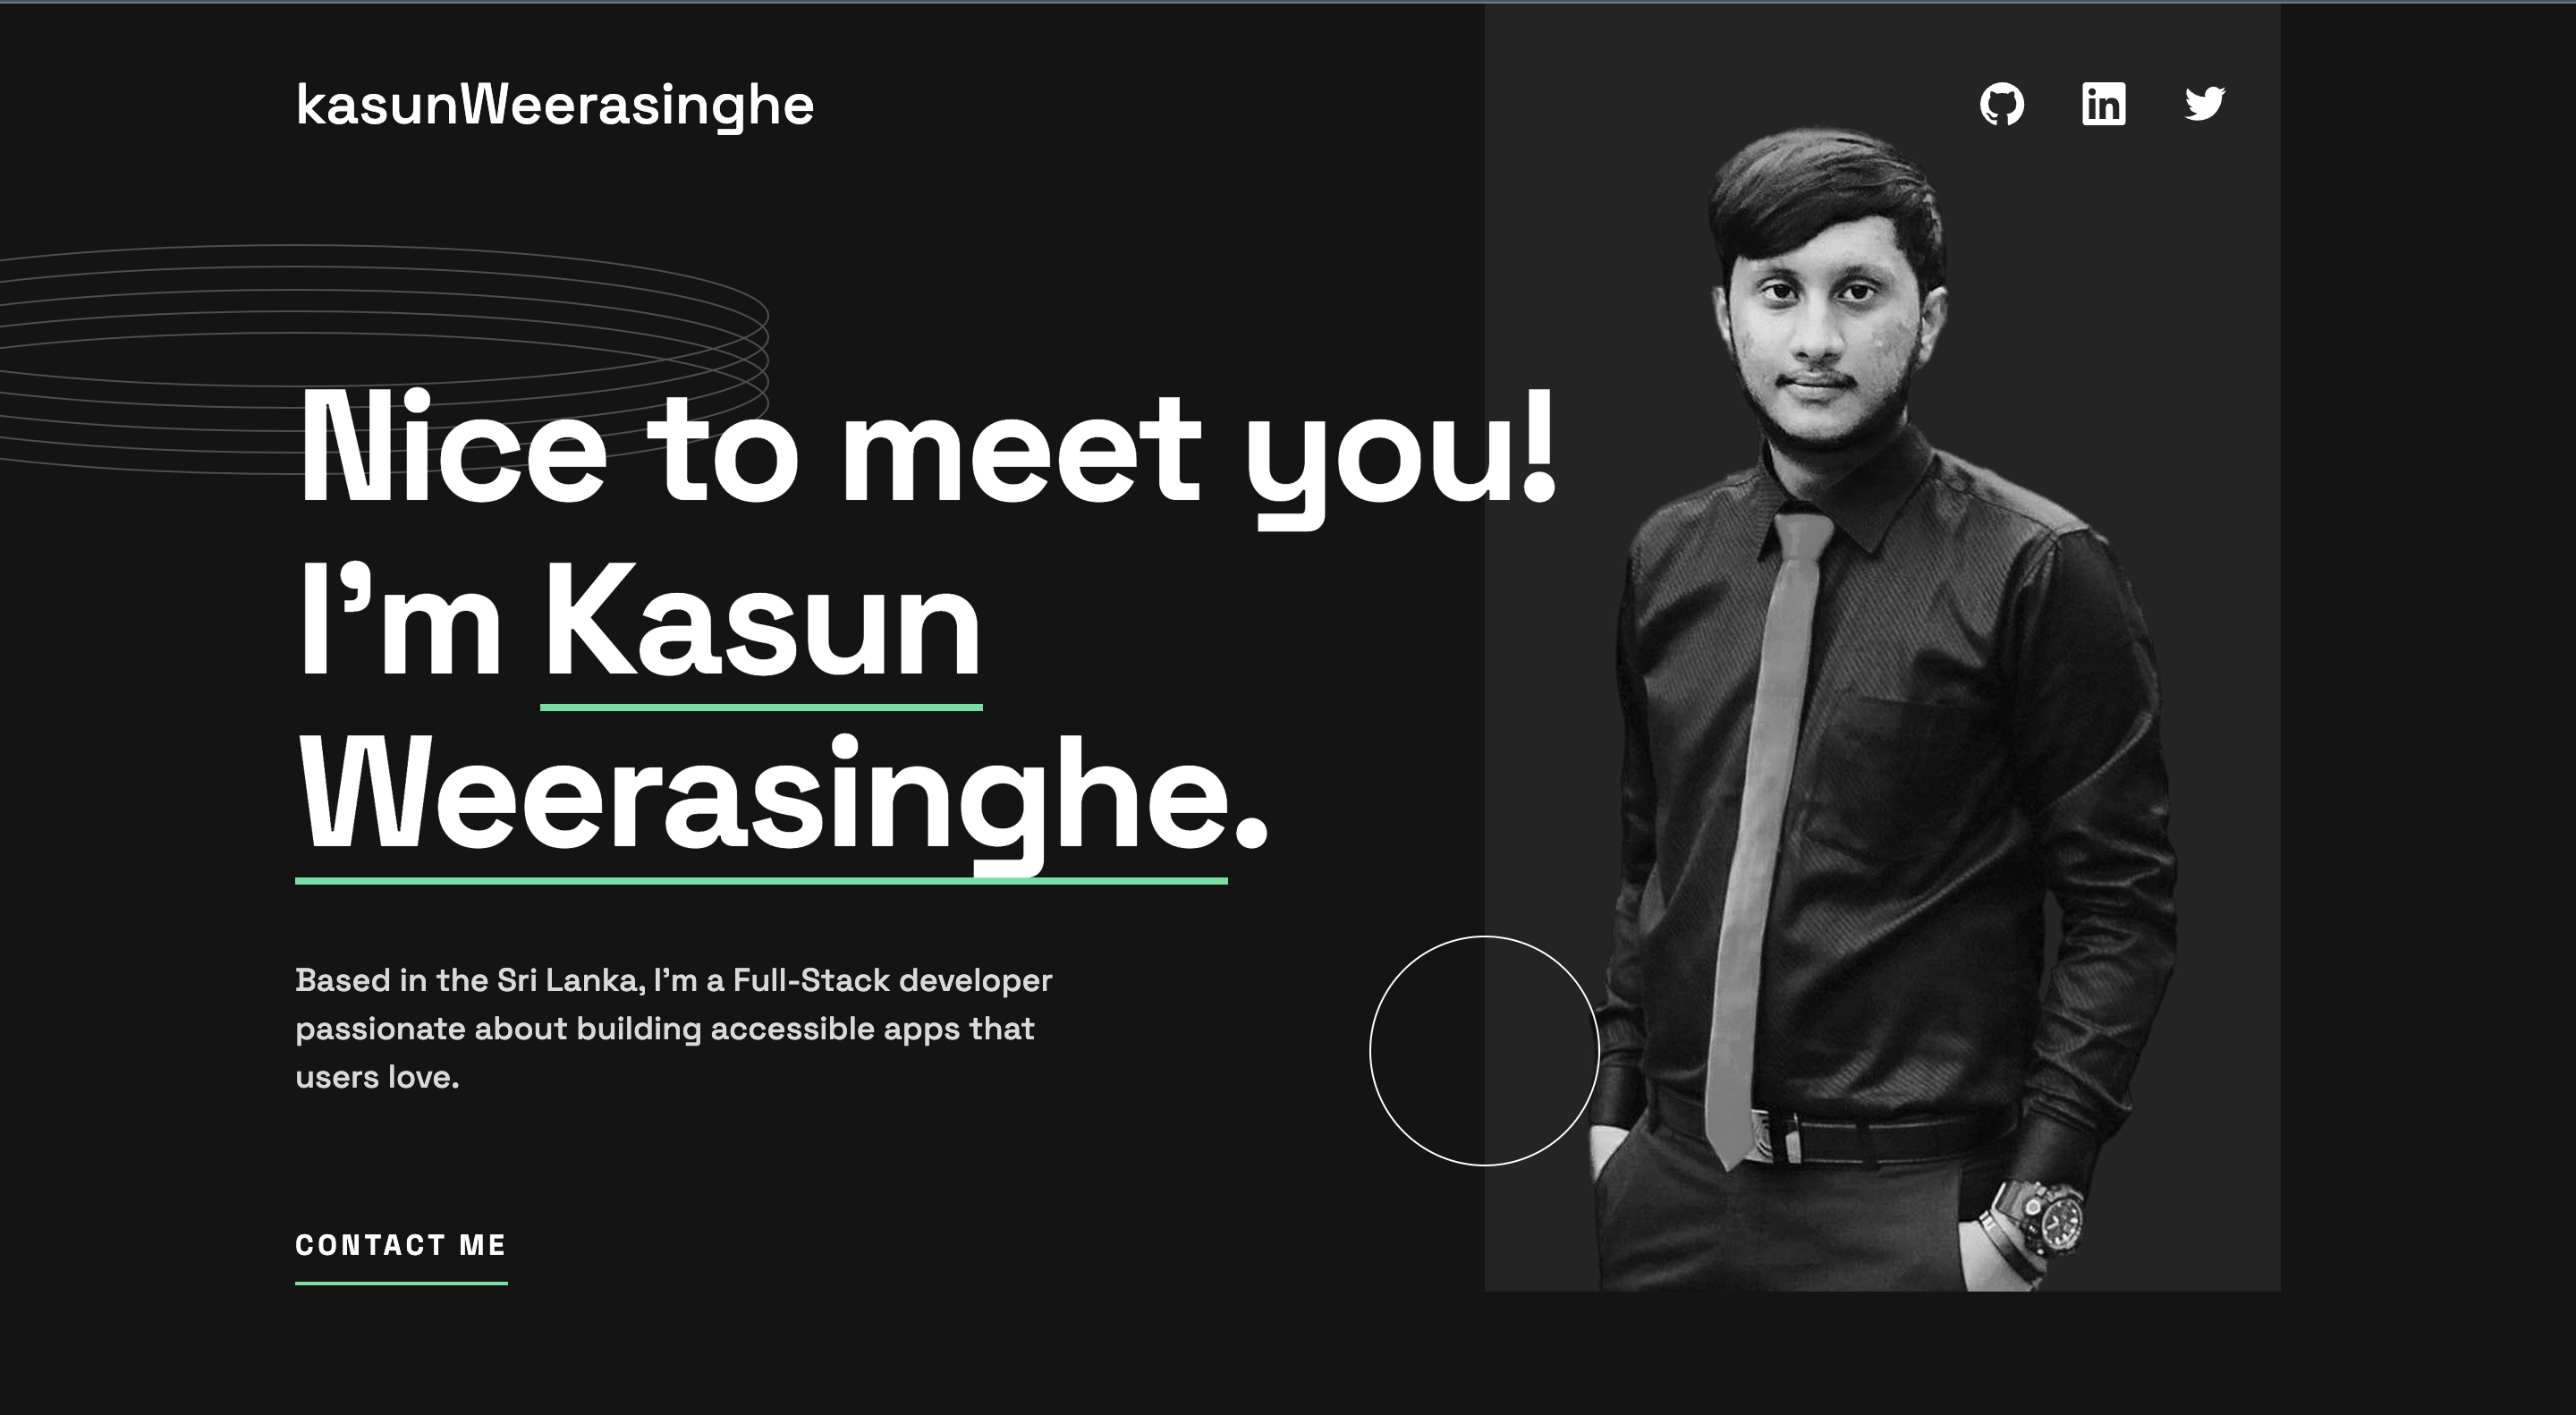 kasunWeerasinghe
Nice to meet you!
I’m Kasun
Weerasinghe.
Based in the Sri Lanka, I’m a Full-Stack developer
passionate about building accessible apps that
users love.
CONTACT ME